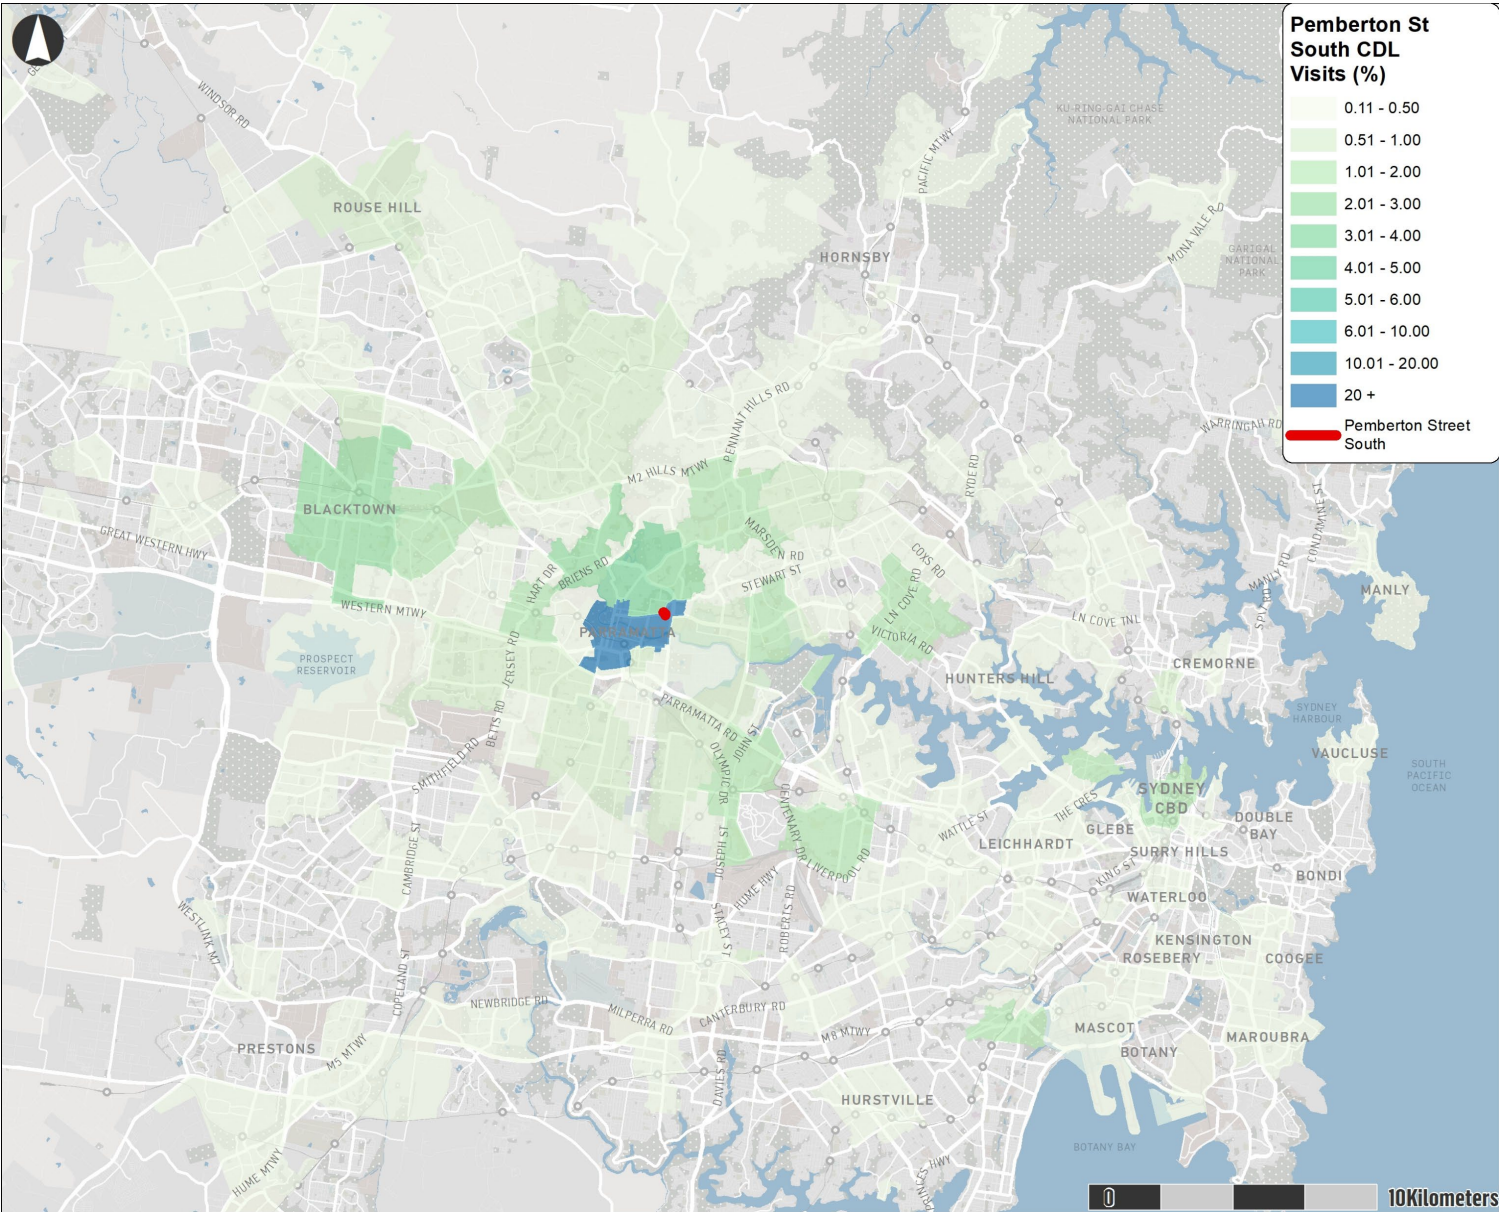 Pemberton St
South CDL
Visits (%)
0.11 - 0.50
0.51 - 1.00
1.01 - 2.00
2.01 - 3.00
3.01 - 4.00
4.01 - 5.00
5.01 - 6.00
6.01 - 10.00
10.01 - 20.00
20 +
Pemberton Street
South
WINDSOR RD
KU-RING-GAI CHASE
NATIONAL PARK
PACIFIC MTWY
ROUSE HILL
MONA VALE RD
HORNSBY
GARIGAL
NATIONAL
PARK
PENNANT HILLS RD
WARRINGAH RD
M2 HILLS MTWY
RYDE RD
BLACKTOWN
CONDAMINE ST
GREAT WESTERN HWY
MARSDEN RD
COXS RD
BRIENS RD
HART DR
STEWART ST
MANLY RD
MANLY
LN COVE RD
SPIT RD
WESTERN MTWY
LN COVE TNL
PARRAMATTA
VICTORIA RD
PROSPECT
RESERVOIR
JERSEY RD
CREMORNE
HUNTERS HILL
BETTS RD
PARRAMATTA RD
SYDNEY
HARBOUR
JOHN ST
SMITHFIELD RD
OLYMPIC DR
VAUCLUSE
SOUTH
PACIFIC
OCEAN
SYDNEY
CBD
CENTENARY DR
THE CRES
WATTLE ST
GLEBE
DOUBLE
BAY
LEICHHARDT
SURRY HILLS
CAMBRIDGE ST
JOSEPH ST
LIVERPOOL RD
KING ST
BONDI
HUME HWY
WATERLOO
ROBERTS RD
STACEY ST
WESTLINK M7
KENSINGTON
ROSEBERY
COOGEE
COPELAND ST
NEWBRIDGE RD
MILPERRA RD
CANTERBURY RD
M8 MTWY
MASCOT
MAROUBRA
PRESTONS
M5 MTWY
BOTANY
DAVIES RD
HURSTVILLE
BOTANY BAY
HUME MTWY
PRINCES HWY
0
10Kilometers